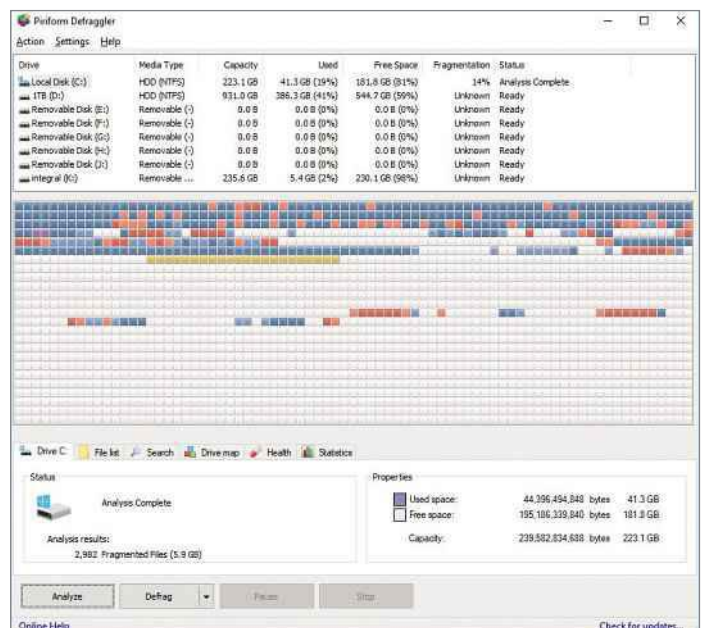 Piriform Defraggler
Action Settings Help
Drive Media Type Capacity Used Free Space Fragmentation Status
Local Disk (C:) HDD (NTFS) 223.1 GB 41.3 GB (19%) 181.8 GB (81%) 14% Analysis Complete
1TB (D:) HDD (NTFS) 931.0 GB 386.3 GB (41%) 544.7 GB (59%) Unknown Ready
Removable Disk (E:) Removable (-) 0.0 B 0.0 B (0%) 0.0 B (0%) Unknown Ready
Removable Disk (F:) Removable (-) 0.0 B 0.0 B (0%) 0.0 B (0%) Unknown Ready
Removable Disk (G:) Removable (-) 0.0 B 0.0 B (0%) 0.0 B (0%) Unknown Ready
Removable Disk (H:) Removable (-) 0.0 B 0.0 B (0%) 0.0 B (0%) Unknown Ready
Removable Disk (J:) Removable (-) 0.0 B 0.0 B (0%) 0.0 B (0%) Unknown Ready
integral (K:) Removable ... 235.6 GB 5.4 GB (2%) 230.1 GB (98%) Unknown Ready
Drive C: File list Search Drive map Health Statistics
Status Properties
Analysis Complete
Used space: 44,396,494,848 bytes 41.3 GB
Free space: 195,186,339,840 bytes 181.8 GB
Analysis results:
Capacity: 239,582,834,688 bytes 223.1 GB
2,982 Fragmented Files (5.9 GB)
Analyze Defrag Pause Stop
Online Help Check for updates...